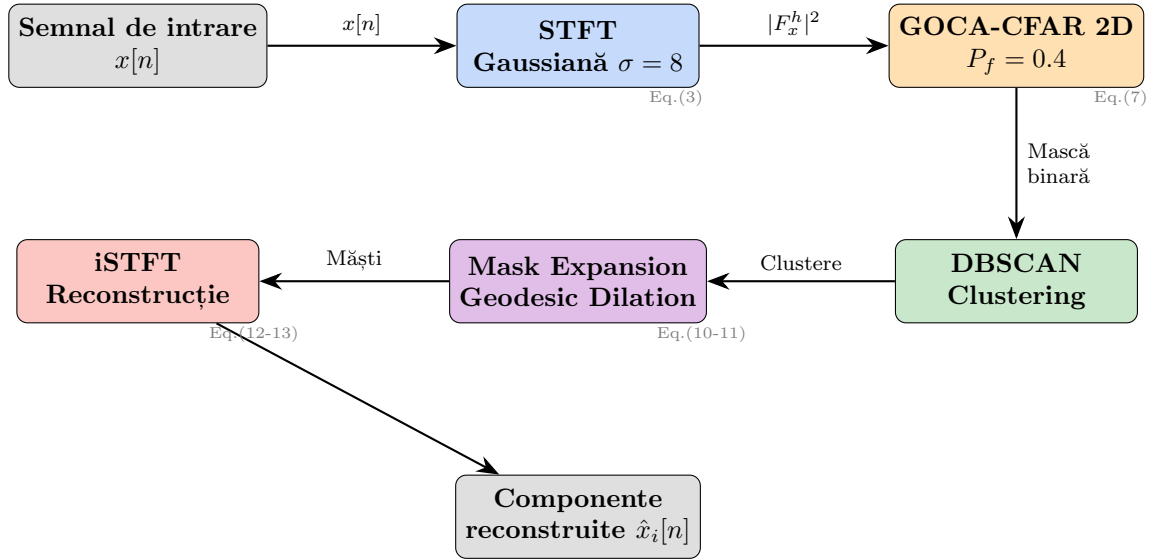 Semnal de intrare
x[n]
x[n]
STFT
Gaussiană σ = 8
Eq.(3)
|F_x^h|^2
GOCA-CFAR 2D
P_f = 0.4
Eq.(7)
Mască
binară
DBSCAN
Clustering
Clustere
Mask Expansion
Geodesic Dilation
Eq.(10-11)
Măști
iSTFT
Reconstrucție
Eq.(12-13)
Componente
reconstruite x̂_i[n]